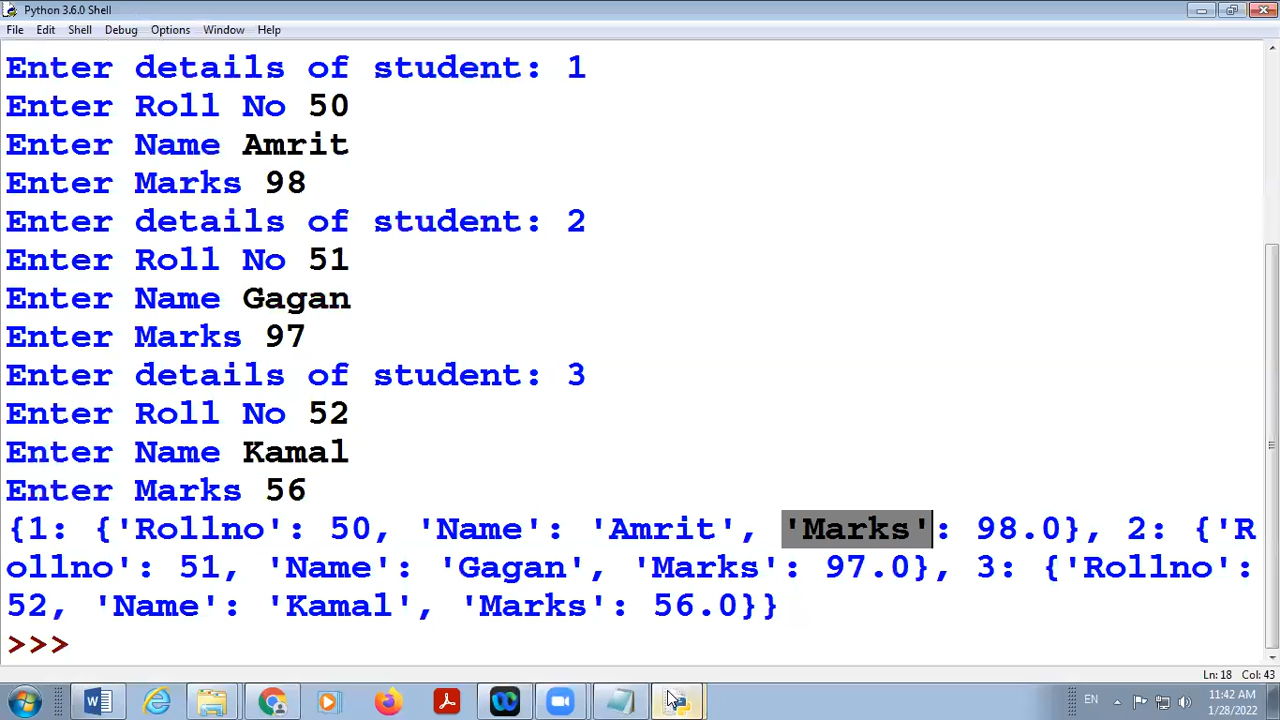 Python 3.6.0 Shell
File Edit Shell Debug Options Window Help
Enter details of student: 1
Enter Roll No 50
Enter Name Amrit
Enter Marks 98
Enter details of student: 2
Enter Roll No 51
Enter Name Gagan
Enter Marks 97
Enter details of student: 3
Enter Roll No 52
Enter Name Kamal
Enter Marks 56
{1: {'Rollno': 50, 'Name': 'Amrit', 'Marks': 98.0}, 2: {'R
ollno': 51, 'Name': 'Gagan', 'Marks': 97.0}, 3: {'Rollno':
52, 'Name': 'Kamal', 'Marks': 56.0}}
>>>
Ln: 18 Col: 43
EN 11:42 AM
1/28/2022